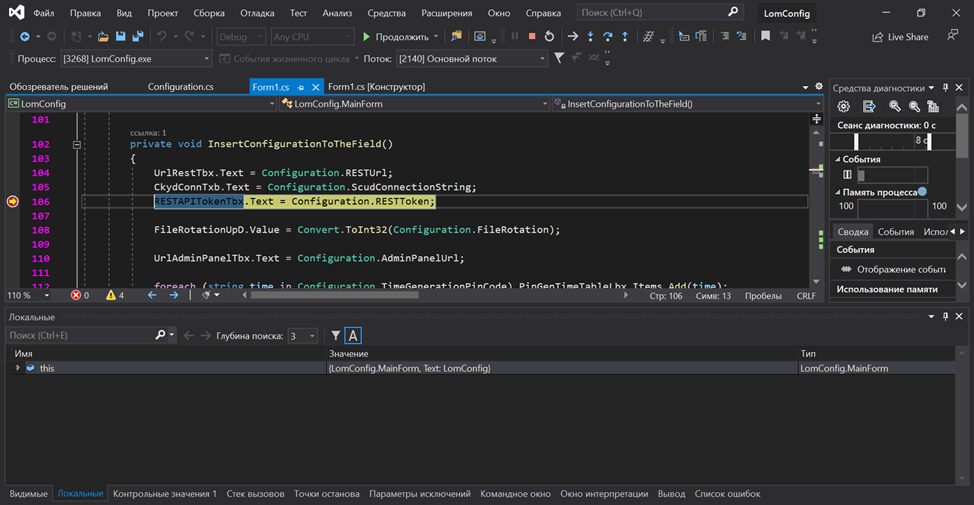 Файл Правка Вид Проект Сборка Отладка Тест Анализ Средства Расширения Окно Справка Поиск (Ctrl+Q) LomConfig
Debug Any CPU Продолжить Live Share
Процесс: [3268] LomConfig.exe События жизненного цикла Поток: [2140] Основной поток
Обозреватель решений Configuration.cs Form1.cs Form1.cs [Конструктор]
LomConfig LomConfig.MainForm InsertConfigurationToTheField()
101
ссылка: 1
102 private void InsertConfigurationToTheField()
103 {
104 UrlRestTbx.Text = Configuration.RESTUrl;
105 CkydConnTxb.Text = Configuration.ScudConnectionString;
106 RESTAPITokenTbx.Text = Configuration.RESTToken;
107
108 FileRotationUpD.Value = Convert.ToInt32(Configuration.FileRotation);
109
110 UrlAdminPanelTbx.Text = Configuration.AdminPanelUrl;
111
112 foreach (string time in Configuration.TimeGenerationPinCode) PinGenTimeTableLbx.Items.Add(time);
110 % 0 4 Стр: 106 Симв: 13 Пробелы CRLF
Средства диагностики
Сеанс диагностики: 0 с
8 с
События
Память процесса
100 100
Сводка События Испол
События
Отображение событи
Использование памяти
Локальные
Поиск (Ctrl+E) Глубина поиска: 3 A
Имя Значение Тип
this {LomConfig.MainForm, Text: LomConfig} LomConfig.MainForm
Видимые Локальные Контрольные значения 1 Стек вызовов Точки останова Параметры исключений Командное окно Окно интерпретации Вывод Список ошибок